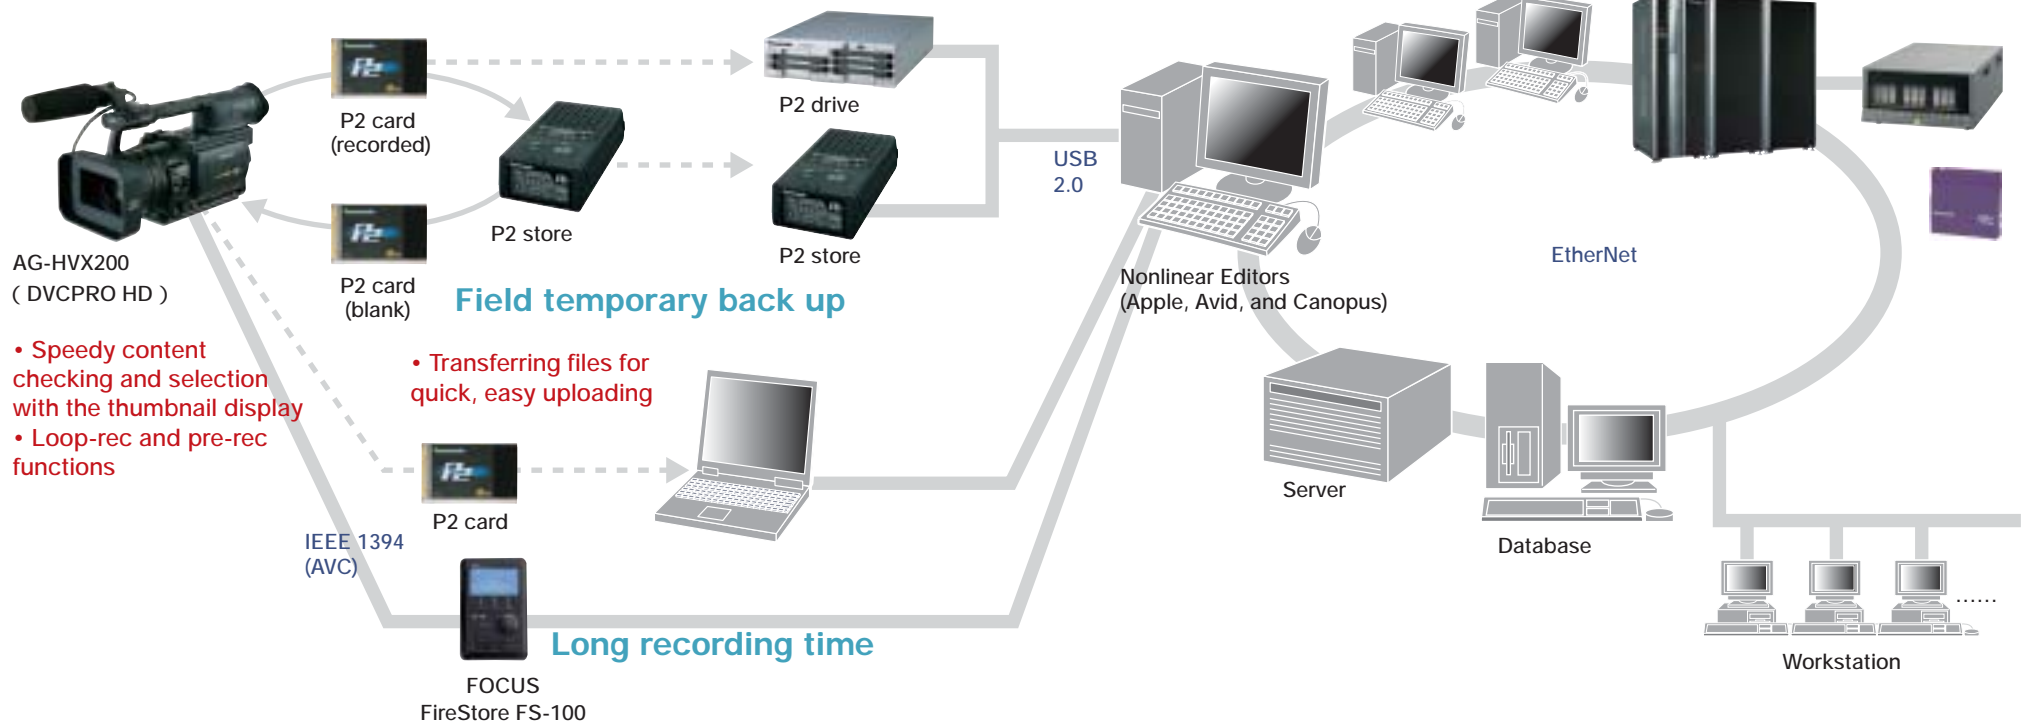 P2 card
(recorded)
P2 drive
P2 store
P2 store
P2 card
(blank)
AG-HVX200
( DVCPRO HD )
Field temporary back up
• Speedy content
checking and selection
with the thumbnail display
• Loop-rec and pre-rec
functions
• Transferring files for
quick, easy uploading
P2
P2
P2
P2 card
IEEE 1394
(AVC)
Long recording time
FOCUS
FireStore FS-100
USB
2.0
Nonlinear Editors
(Apple, Avid, and Canopus)
EtherNet
Server
Database
......
Workstation